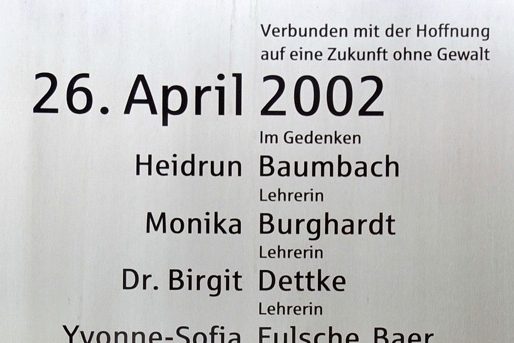 Verbunden mit der Hoffnung
auf eine Zukunft ohne Gewalt
26. April 2002
Im Gedenken
Heidrun Baumbach
Lehrerin
Monika Burghardt
Lehrerin
Dr. Birgit Dettke
Lehrerin
Yvonne-Sofia Fulsche Baer